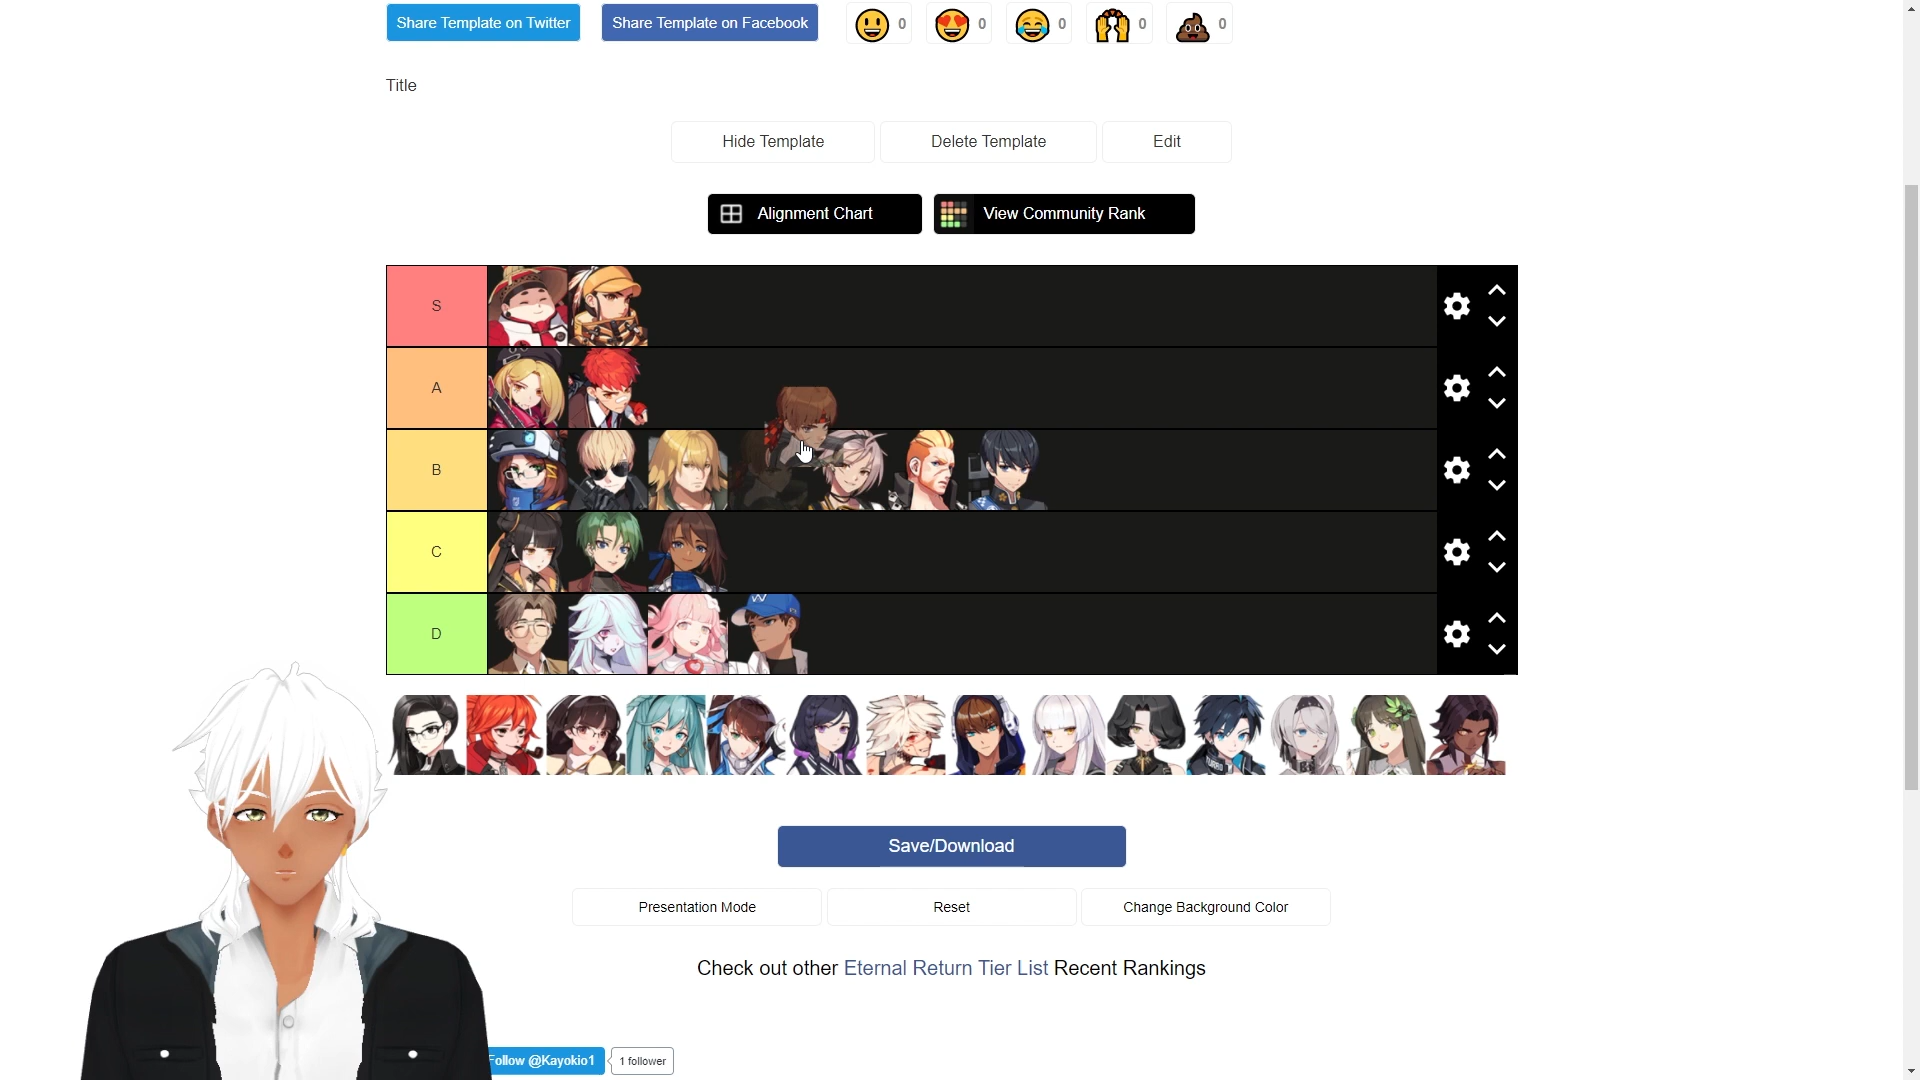 Share Template on Twitter
Share Template on Facebook
0
0
0
0
0
Title
Hide Template
Delete Template
Edit
Alignment Chart
View Community Rank
S
A
B
C
D
W
Save/Download
Presentation Mode
Reset
Change Background Color
Check out other Eternal Return Tier List Recent Rankings
Follow @Kayokio1
1 follower